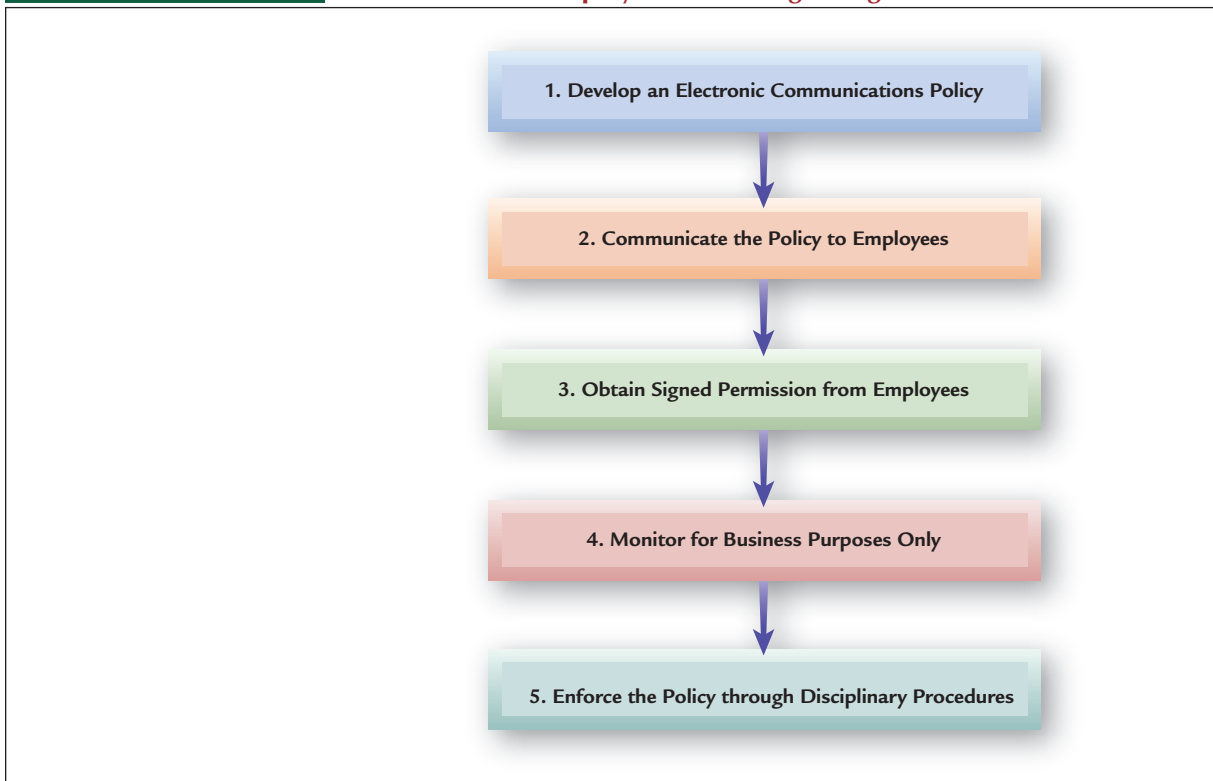 1. Develop an Electronic Communications Policy
2. Communicate the Policy to Employees
3. Obtain Signed Permission from Employees
4. Monitor for Business Purposes Only
5. Enforce the Policy through Disciplinary Procedures